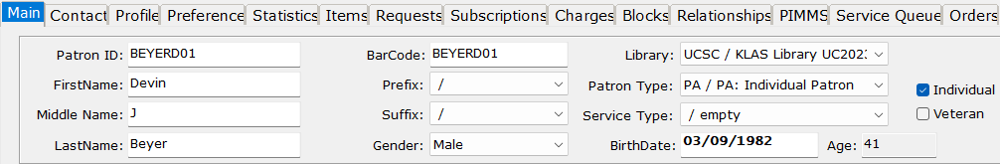 Main Contact Profile Preference Statistics Items Requests Subscriptions Charges Blocks Relationships PIMMS Service Queue Orders
Patron ID: BEYERD01 BarCode: BEYERD01 Library: UCSC / KLAS Library UC202
FirstName: Devin Prefix: / Patron Type: PA / PA: Individual Patron Individual
Middle Name: J Suffix: / Service Type: / empty Veteran
LastName: Beyer Gender: Male BirthDate: 03/09/1982 Age: 41